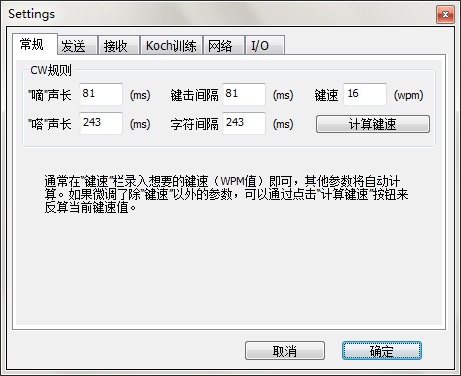 Settings
常规 发送 接收 Koch训练 网络 I/O
CW规则
"嘀"声长 81 (ms) 键击间隔 81 (ms) 键速 16 (wpm)
"嗒"声长 243 (ms) 字符间隔 243 (ms) 计算键速
通常在"键速"栏录入想要的键速（WPM值）即可，其他参数将自动计
算。如果微调了除"键速"以外的参数，可以通过点击"计算键速"按钮来
反算当前键速值。
取消 确定